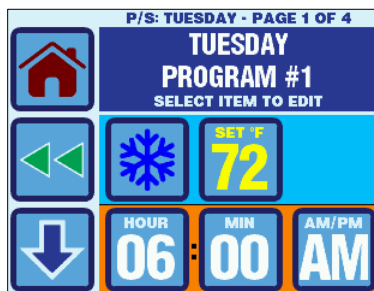 P/S: TUESDAY - PAGE 1 OF 4
TUESDAY
PROGRAM #1
SELECT ITEM TO EDIT
SET °F
72
HOUR MIN AM/PM
06 : 00 AM